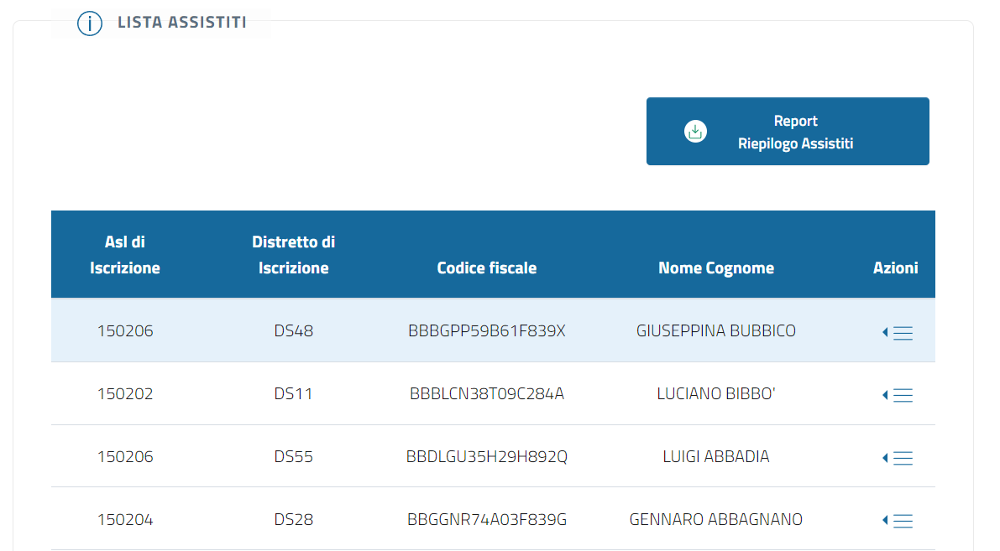 LISTA ASSISTITI
Report
Riepilogo Assistiti
Asl di Iscrizione Distretto di Iscrizione Codice fiscale Nome Cognome Azioni
150206 DS48 BBBGPP59B61F839X GIUSEPPINA BUBBICO
150202 DS11 BBBLCN38T09C284A LUCIANO BIBBO'
150206 DS55 BBDLGU35H29H892Q LUIGI ABBADIA
150204 DS28 BBGGNR74A03F839G GENNARO ABBAGNANO